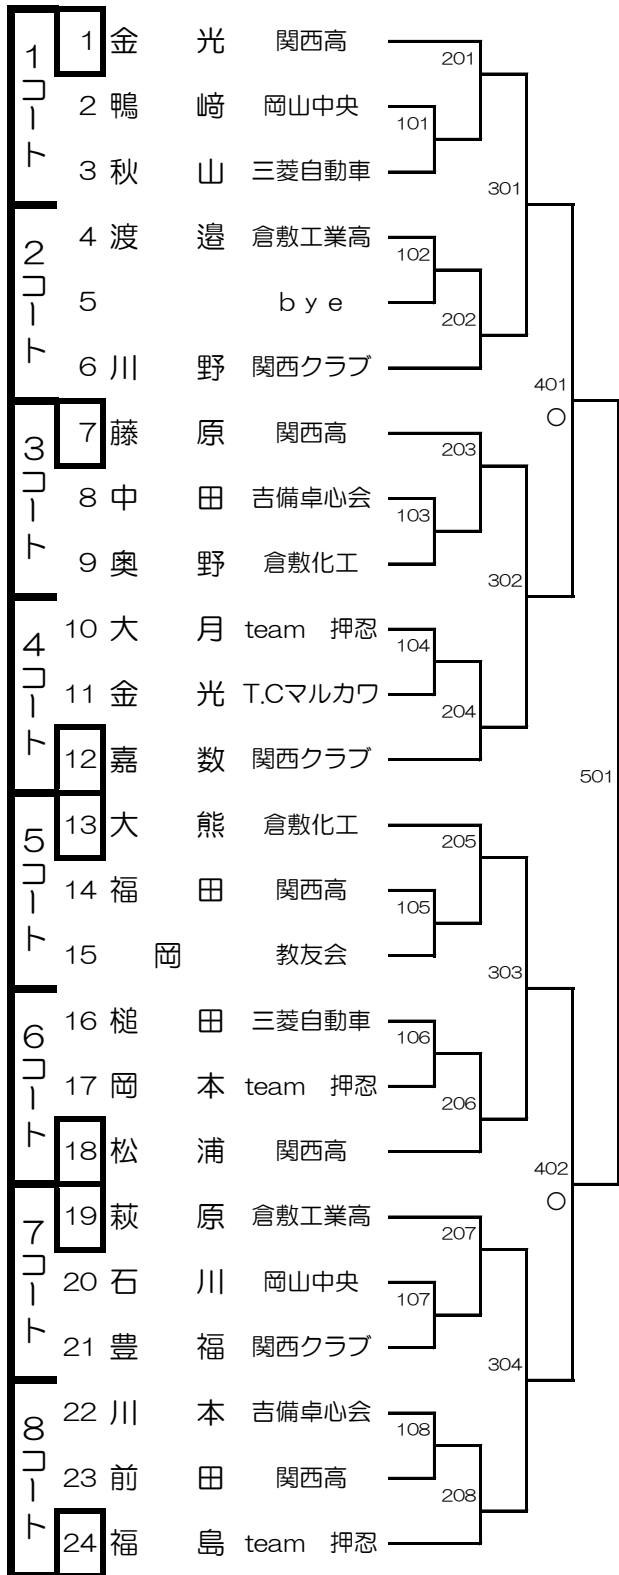 1コート
1 金 光 関西高
2 鴨 﨑 岡山中央
3 秋 山 三菱自動車
2コート
4 渡 邉 倉敷工業高
5 bye
6 川 野 関西クラブ
3コート
7 藤 原 関西高
8 中 田 吉備卓心会
9 奥 野 倉敷化工
4コート
10 大 月 team 押忍
11 金 光 T.Cマルカワ
12 嘉 数 関西クラブ
5コート
13 大 熊 倉敷化工
14 福 田 関西高
15 岡 教友会
6コート
16 槌 田 三菱自動車
17 岡 本 team 押忍
18 松 浦 関西高
7コート
19 萩 原 倉敷工業高
20 石 川 岡山中央
21 豊 福 関西クラブ
8コート
22 川 本 吉備卓心会
23 前 田 関西高
24 福 島 team 押忍
101
102
103
104
105
106
107
108
201
202
203
204
205
206
207
208
301
302
303
304
401
○
402
○
501